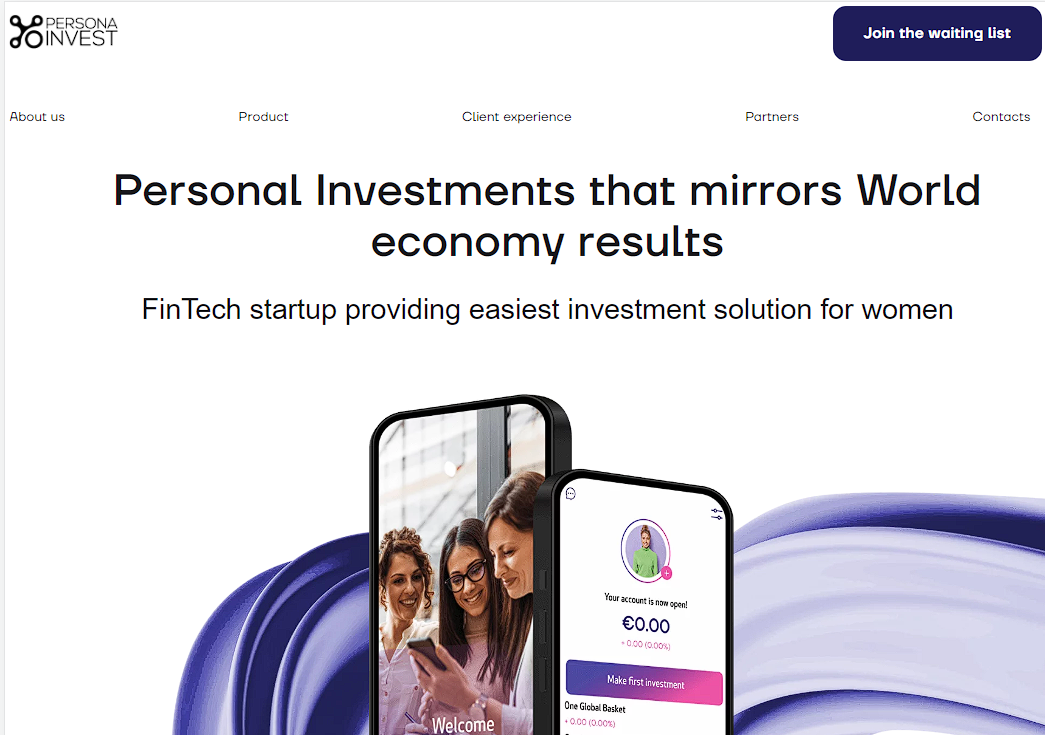 PERSONA
INVEST
Join the waiting list
About us
Product
Client experience
Partners
Contacts
Personal Investments that mirrors World
economy results
FinTech startup providing easiest investment solution for women
Your account is now open!
€0.00
+ 0.00 (0.00%)
Make first investment
One Global Basket
+ 0.00 (0.00%)
Welcome